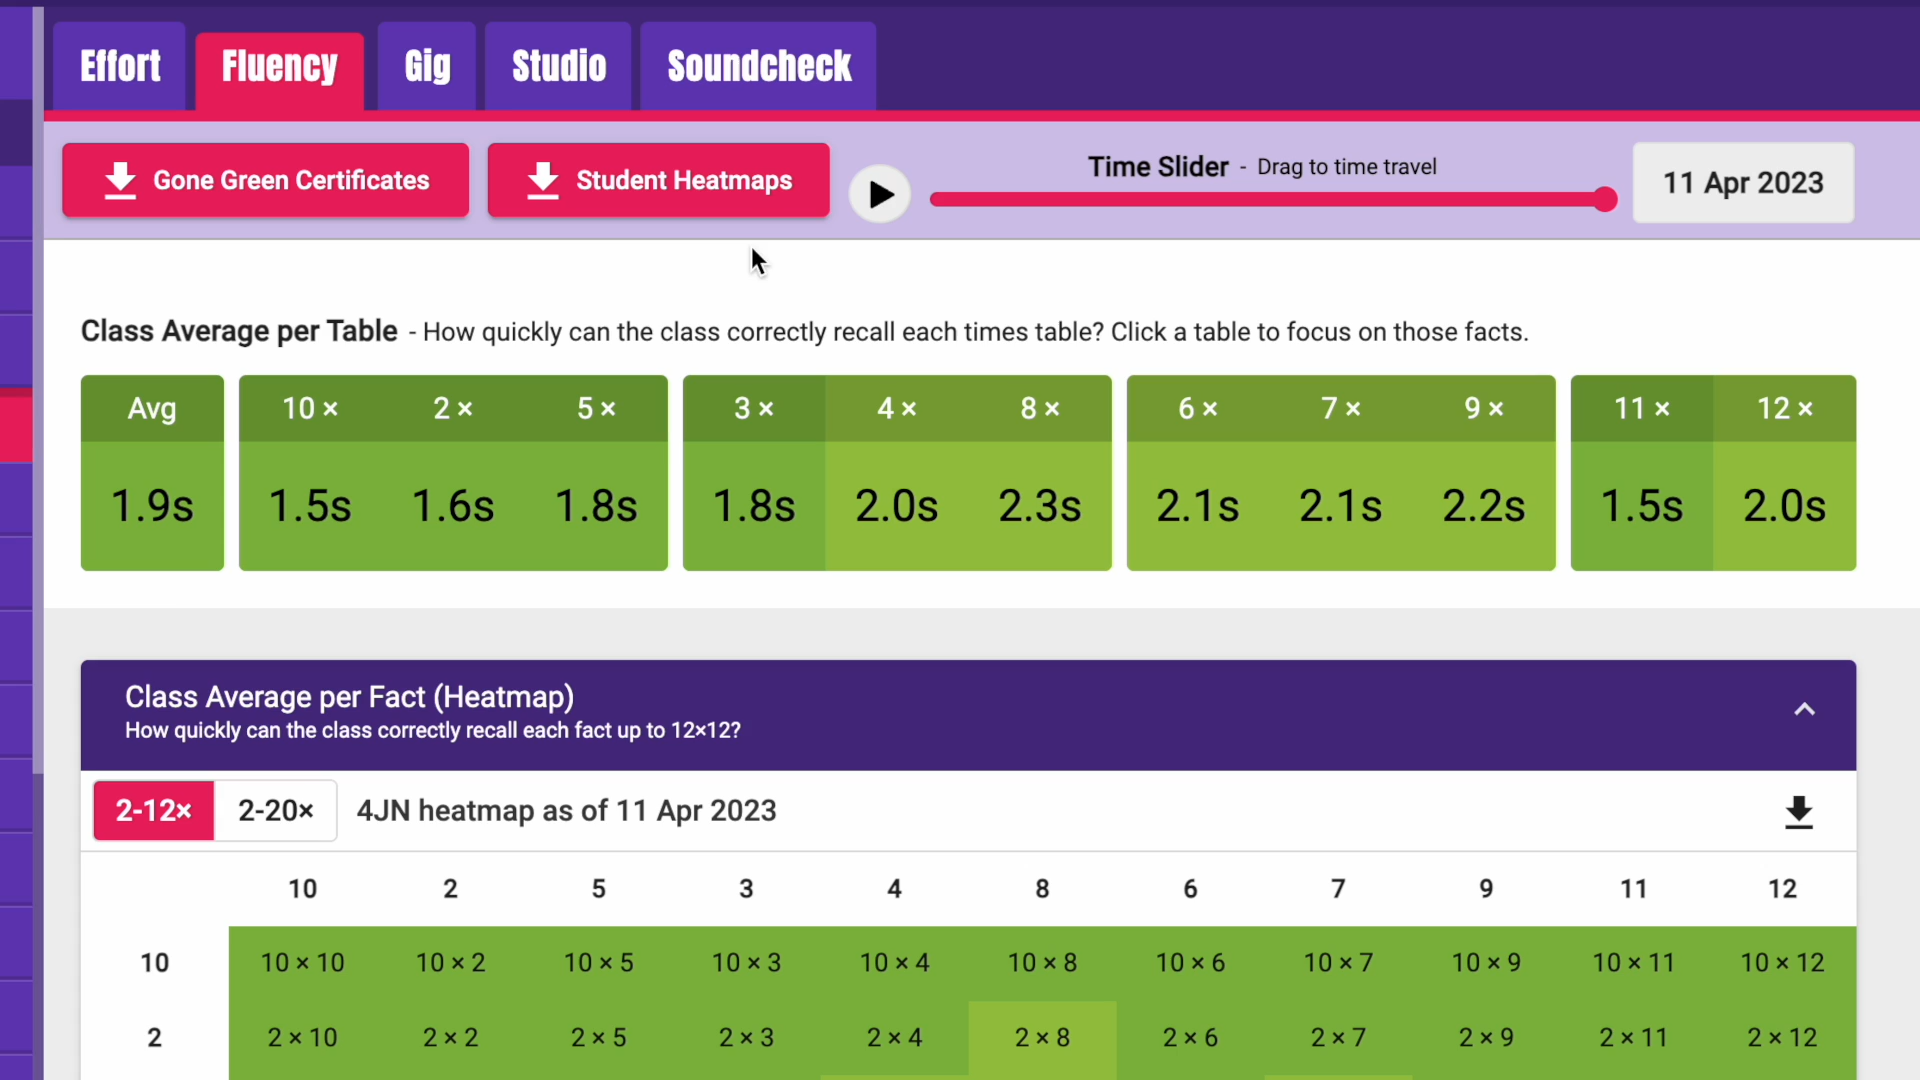 Effort Fluency Gig Studio Soundcheck
Gone Green Certificates Student Heatmaps Time Slider - Drag to time travel 11 Apr 2023
Class Average per Table - How quickly can the class correctly recall each times table? Click a table to focus on those facts.
Avg 10 × 2 × 5 × 3 × 4 × 8 × 6 × 7 × 9 × 11 × 12 ×
1.9s 1.5s 1.6s 1.8s 1.8s 2.0s 2.3s 2.1s 2.1s 2.2s 1.5s 2.0s
Class Average per Fact (Heatmap)
How quickly can the class correctly recall each fact up to 12×12?
2-12× 2-20× 4JN heatmap as of 11 Apr 2023
10 2 5 3 4 8 6 7 9 11 12
10 10 × 10 10 × 2 10 × 5 10 × 3 10 × 4 10 × 8 10 × 6 10 × 7 10 × 9 10 × 11 10 × 12
2 2 × 10 2 × 2 2 × 5 2 × 3 2 × 4 2 × 8 2 × 6 2 × 7 2 × 9 2 × 11 2 × 12